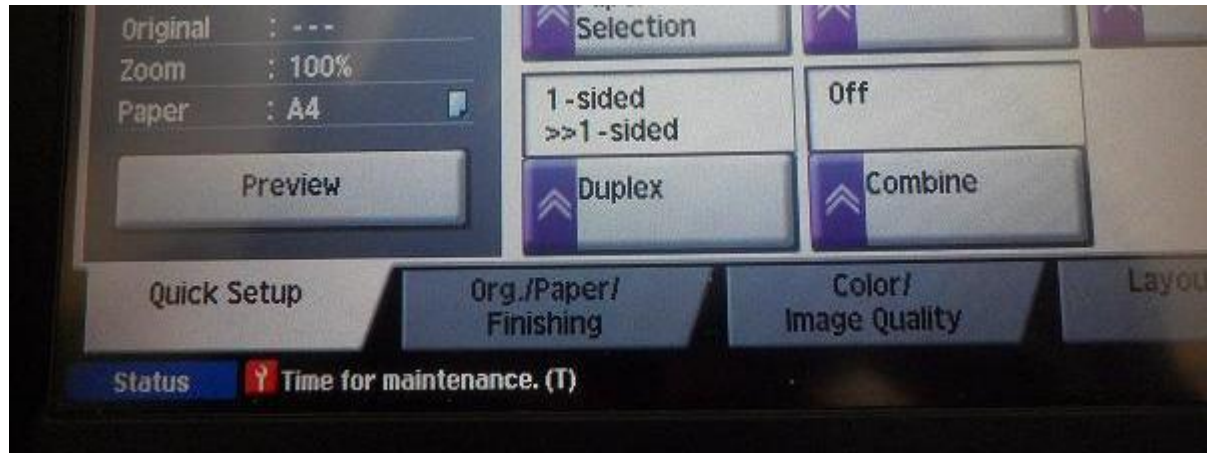 Original : ---
Selection
Zoom : 100%
Paper : A4
1-sided
>>1-sided
Off
Preview
Duplex
Combine
Quick Setup
Org./Paper/
Finishing
Color/
Image Quality
Status Time for maintenance. (T)